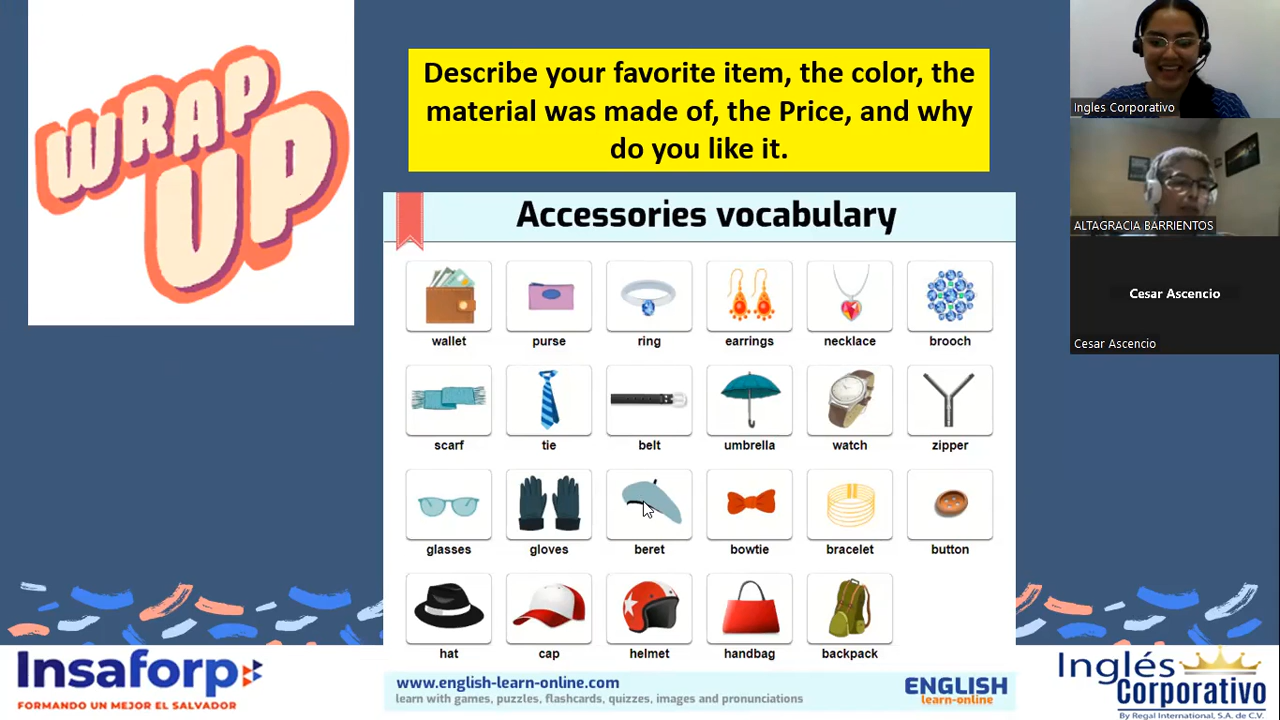 WRAP
UP
Describe your favorite item, the color, the
material was made of, the Price, and why
do you like it.
Accessories vocabulary
wallet purse ring earrings necklace brooch
scarf tie belt umbrella watch zipper
glasses gloves beret bowtie bracelet button
hat cap helmet handbag backpack
www.english-learn-online.com
learn with games, puzzles, flashcards, quizzes, images and pronunciations
ENGLISH
learn-online
Insaforp
FORMANDO UN MEJOR EL SALVADOR
Inglés
Corporativo
By Regal International, S.A. de C.V.
Ingles Corporativo
ALTAGRACIA BARRIENTOS
Cesar Ascencio
Cesar Ascencio